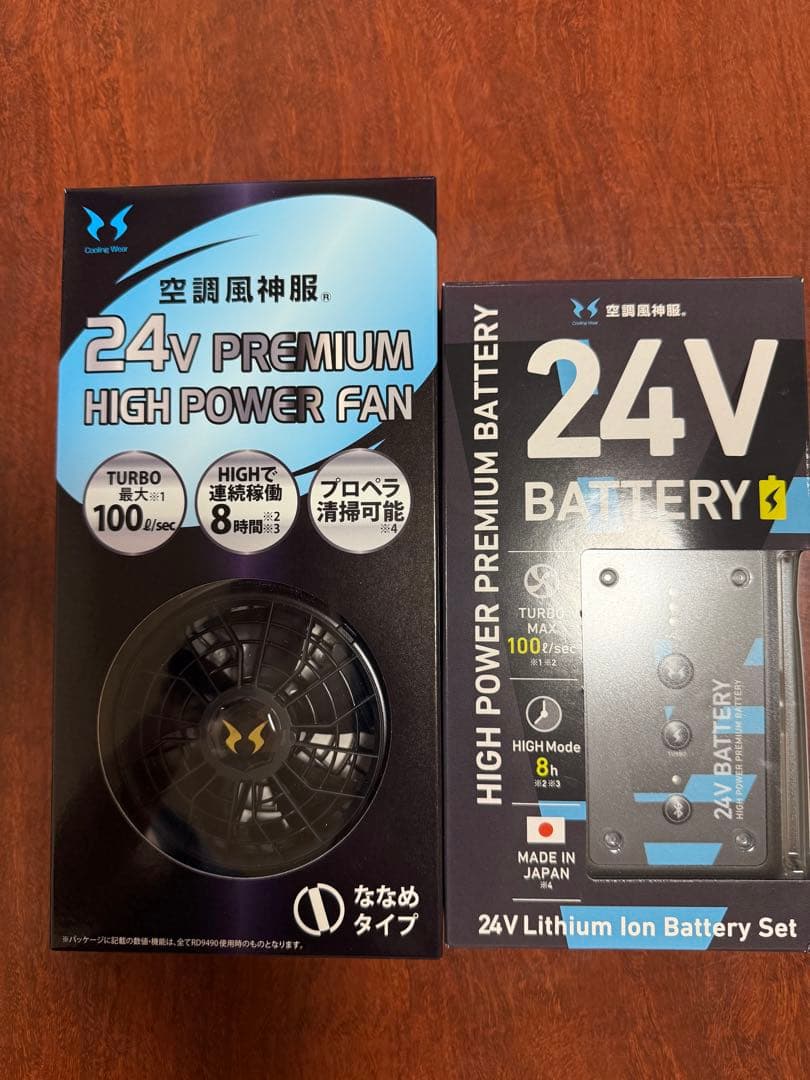 Cooling Wear
空調風神服®
24V PREMIUM
HIGH POWER FAN
TURBO
最大※1
100ℓ/sec
HIGHで
連続稼働
8時間※2
※3
プロペラ
清掃可能
※4
ななめ
タイプ
※パッケージに記載の数値・機能は、全てRD9490使用時のものとなります。
Cooling Wear
空調風神服®
HIGH POWER PREMIUM BATTERY
24V
BATTERY
TURBO
MAX
100ℓ/sec
※1※2
HIGH Mode
8h
※2※3
MADE IN
JAPAN
※4
TURBO
24V BATTERY
HIGH POWER PREMIUM BATTERY
24V Lithium Ion Battery Set